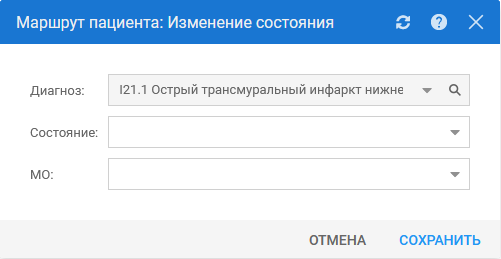 Маршрут пациента: Изменение состояния
Диагноз: I21.1 Острый трансмуральный инфаркт нижне
Состояние:
МО:
ОТМЕНА СОХРАНИТЬ